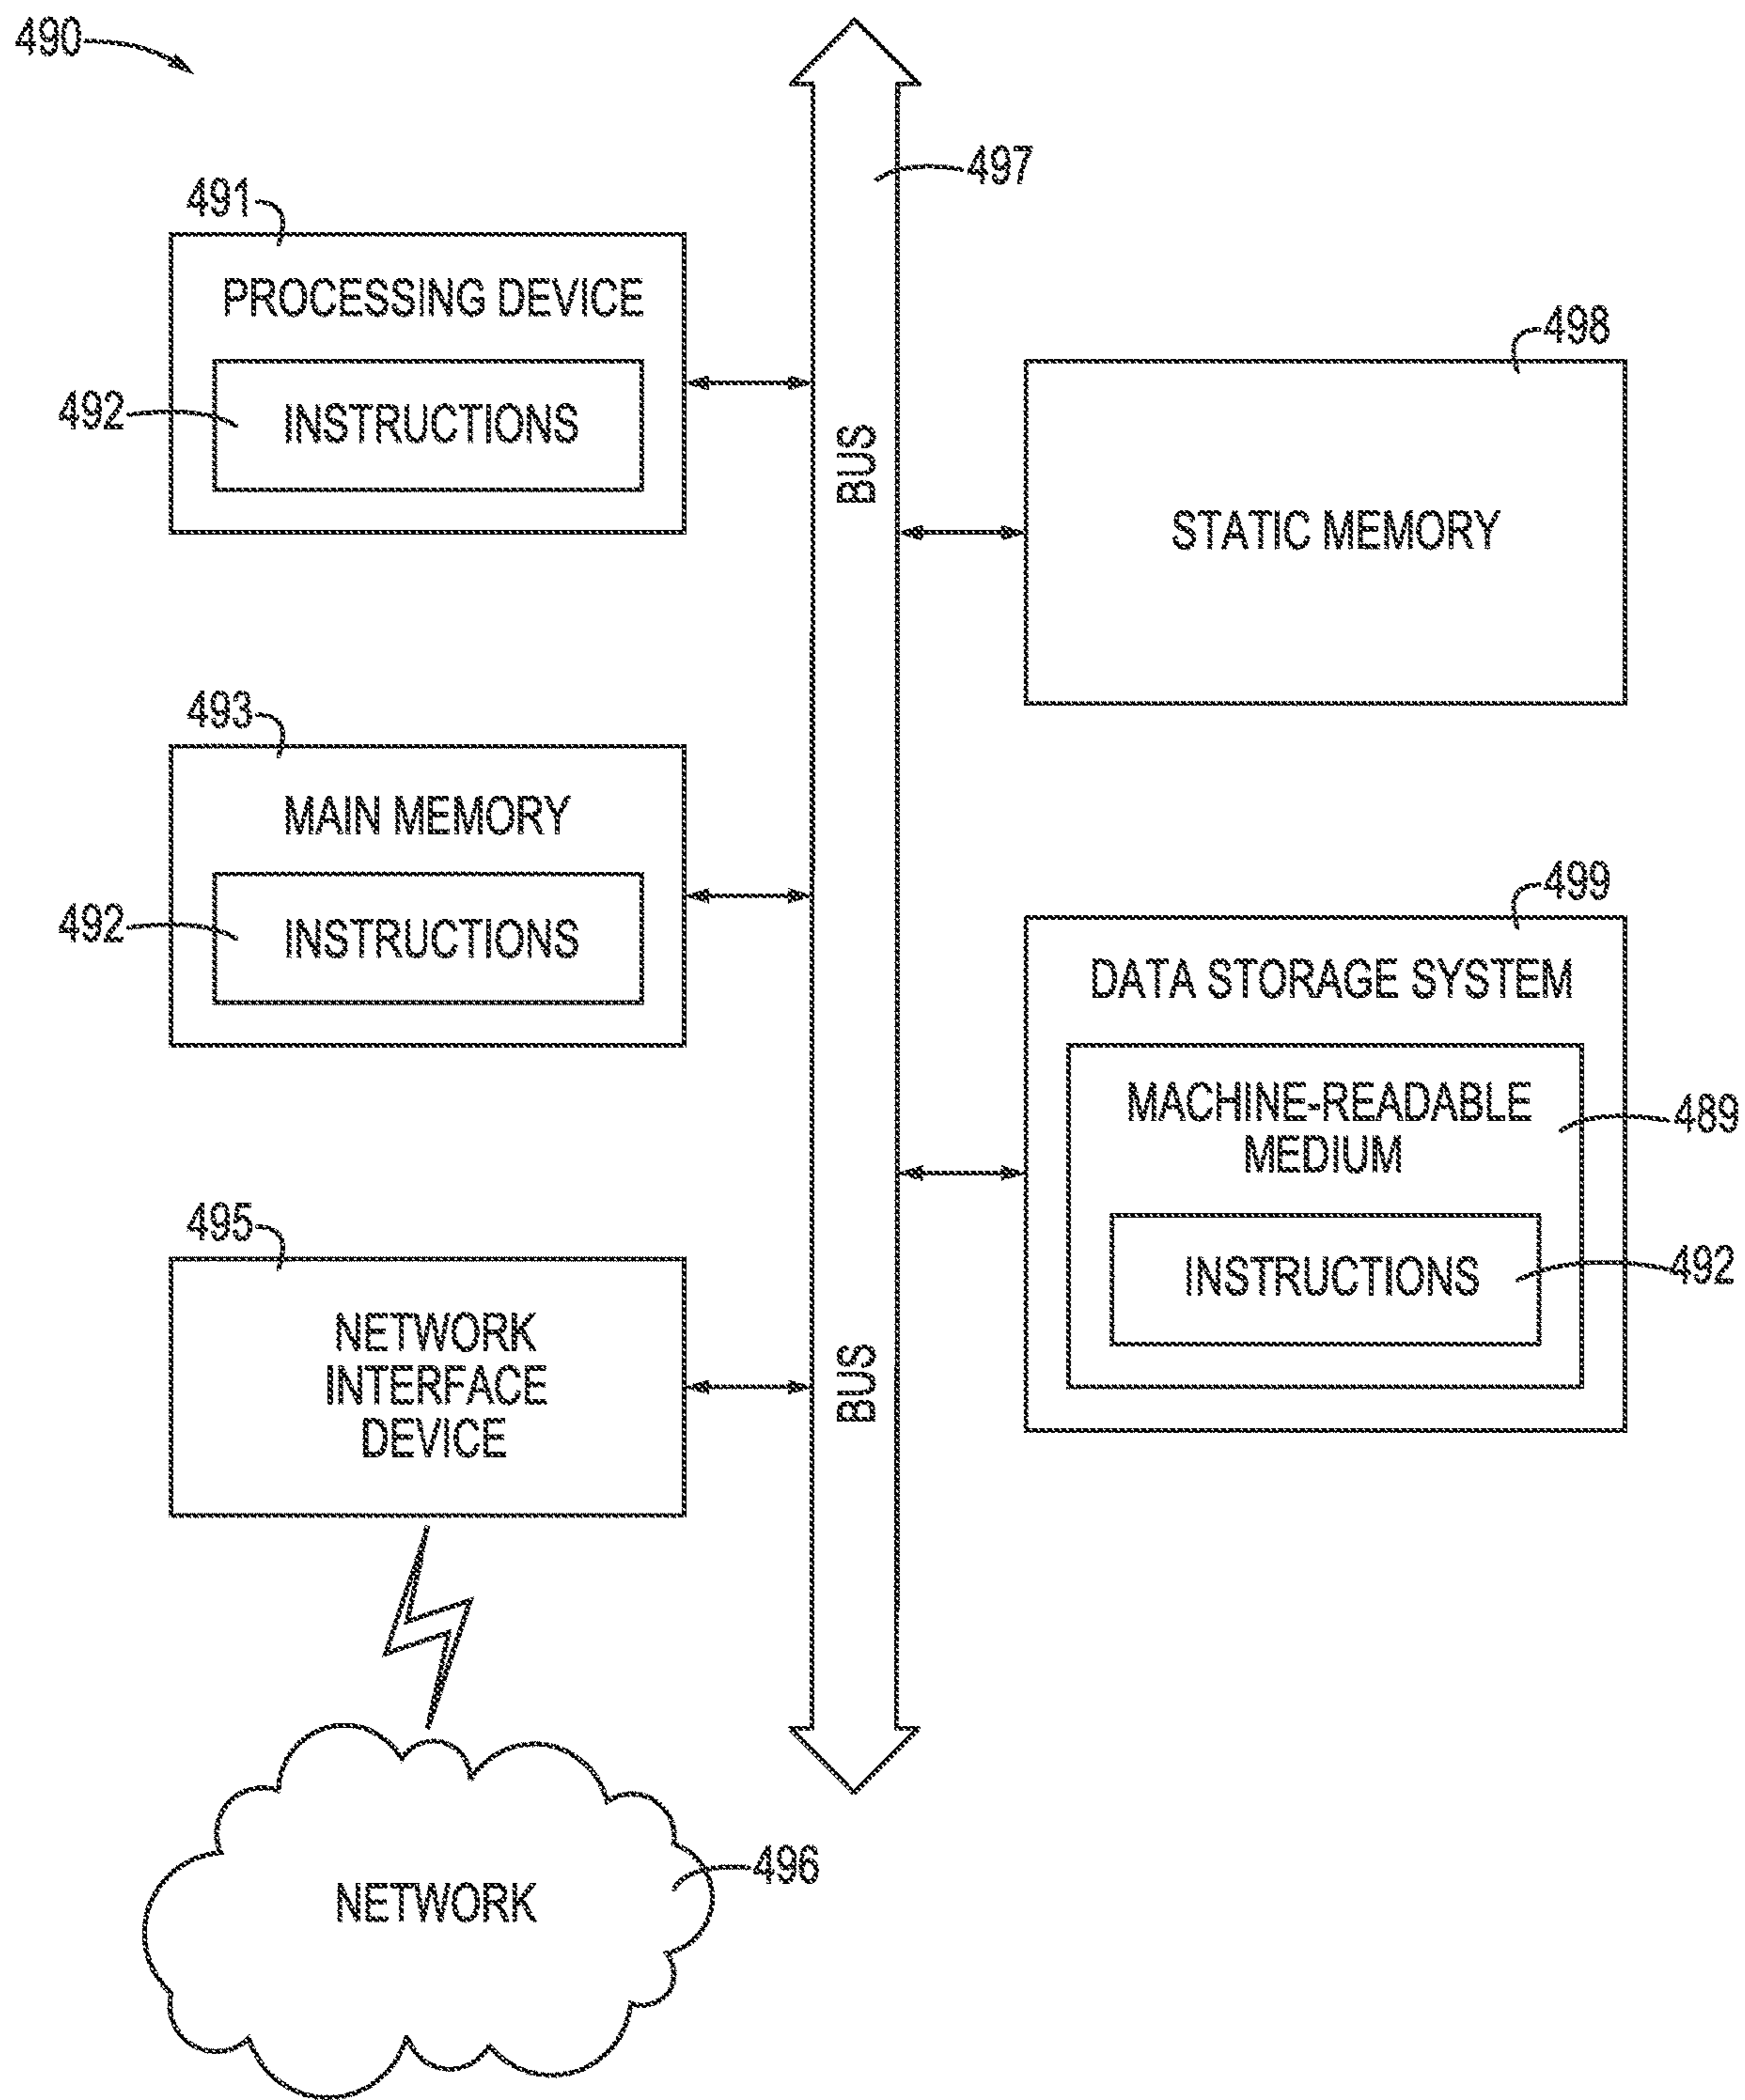 490
497
491
PROCESSING DEVICE
492
INSTRUCTIONS
BUS
498
STATIC MEMORY
493
MAIN MEMORY
492
INSTRUCTIONS
499
DATA STORAGE SYSTEM
MACHINE-READABLE
MEDIUM
489
INSTRUCTIONS
492
495
NETWORK
INTERFACE
DEVICE
BUS
NETWORK
496